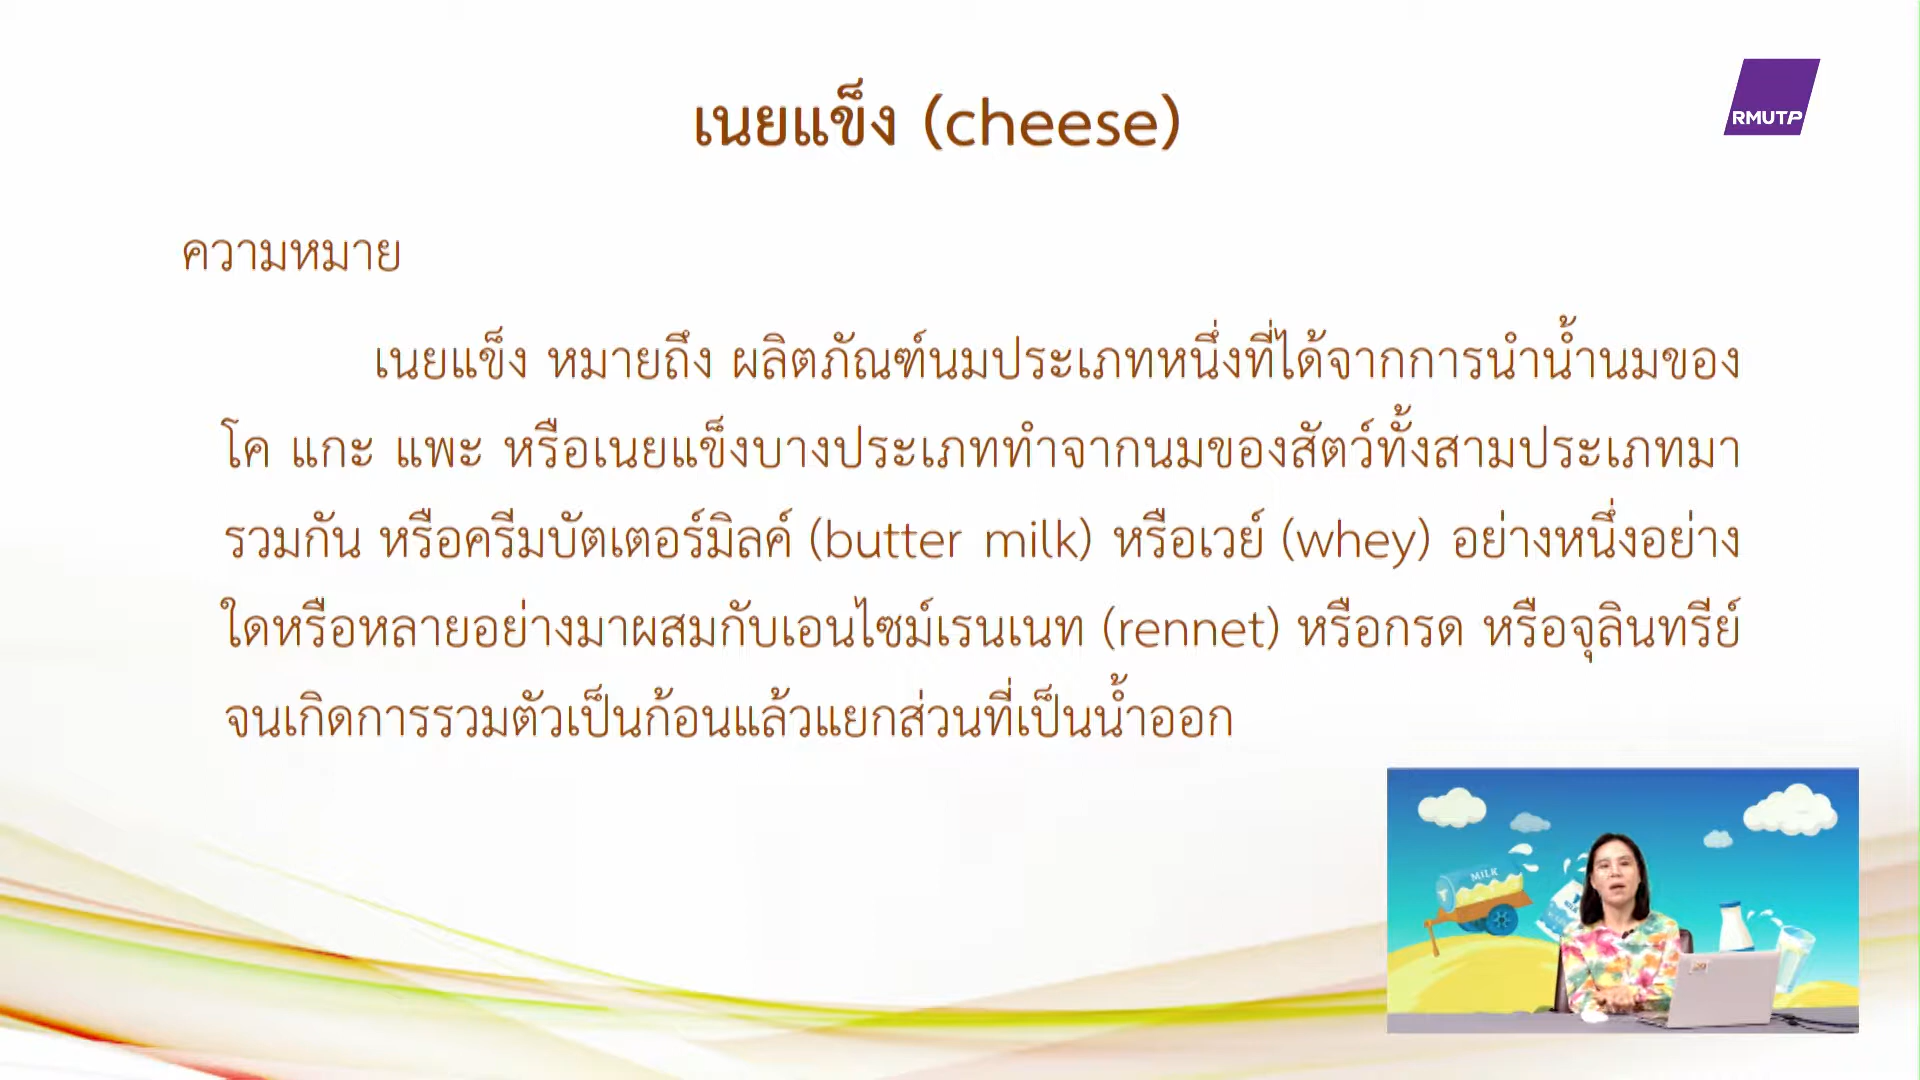 เนยแข็ง (cheese)
RMUTP
ความหมาย
เนยแข็ง หมายถึง ผลิตภัณฑ์นมประเภทหนึ่งที่ได้จากการนำน้ำนมของ
โค แกะ แพะ หรือเนยแข็งบางประเภททำจากนมของสัตว์ทั้งสามประเภทมา
รวมกัน หรือครีมบัตเตอร์มิลค์ (butter milk) หรือเวย์ (whey) อย่างหนึ่งอย่าง
ใดหรือหลายอย่างมาผสมกับเอนไซม์เรนเนท (rennet) หรือกรด หรือจุลินทรีย์
จนเกิดการรวมตัวเป็นก้อนแล้วแยกส่วนที่เป็นน้ำออก
MILK